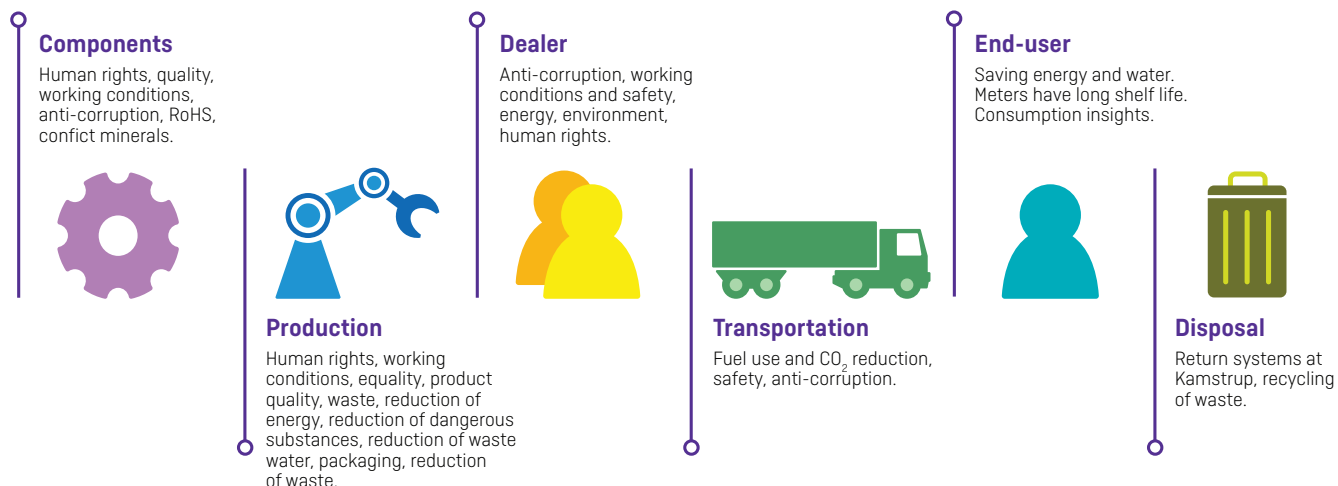 Components
Human rights, quality,
working conditions,
anti-corruption, RoHS,
confict minerals.
Production
Human rights, working
conditions, equality, product
quality, waste, reduction of
energy, reduction of dangerous
substances, reduction of waste
water, packaging, reduction
of waste.
Dealer
Anti-corruption, working
conditions and safety,
energy, environment,
human rights.
Transportation
Fuel use and CO₂ reduction,
safety, anti-corruption.
End-user
Saving energy and water.
Meters have long shelf life.
Consumption insights.
Disposal
Return systems at
Kamstrup, recycling
of waste.